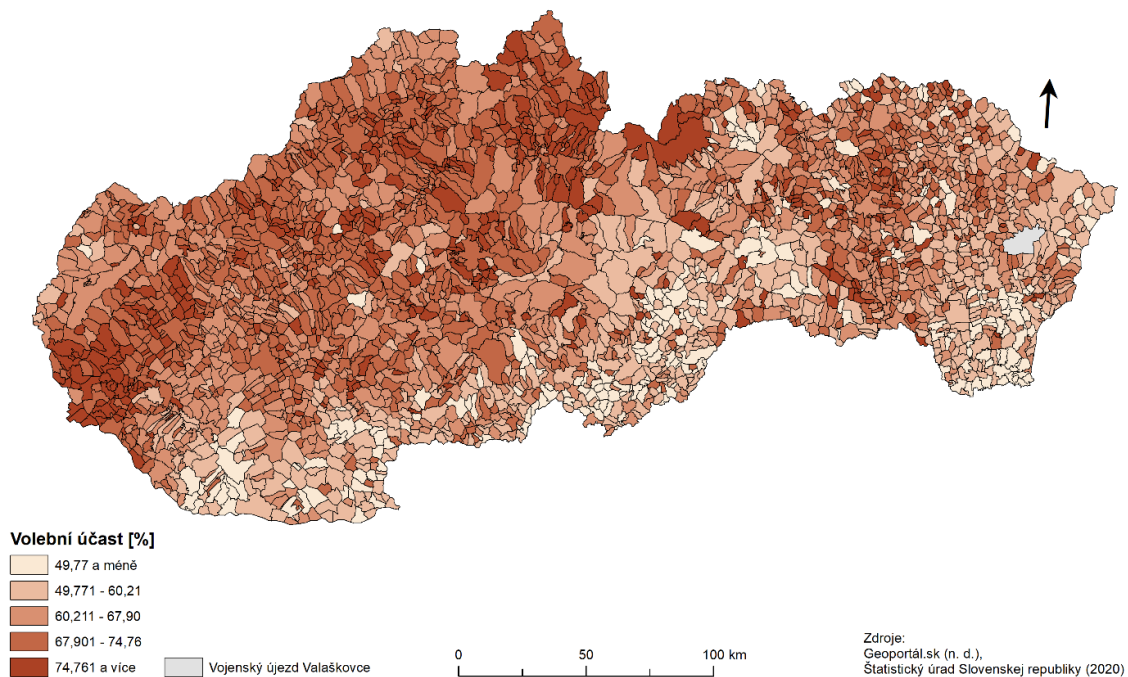 Volební účast [%]
49,77 a méně
49,771 - 60,21
60,211 - 67,90
67,901 - 74,76
74,761 a více
Vojenský újezd Valaškovce
0 50 100 km
Zdroje:
Geoportál.sk (n. d.),
Štatistický úrad Slovenskej republiky (2020)